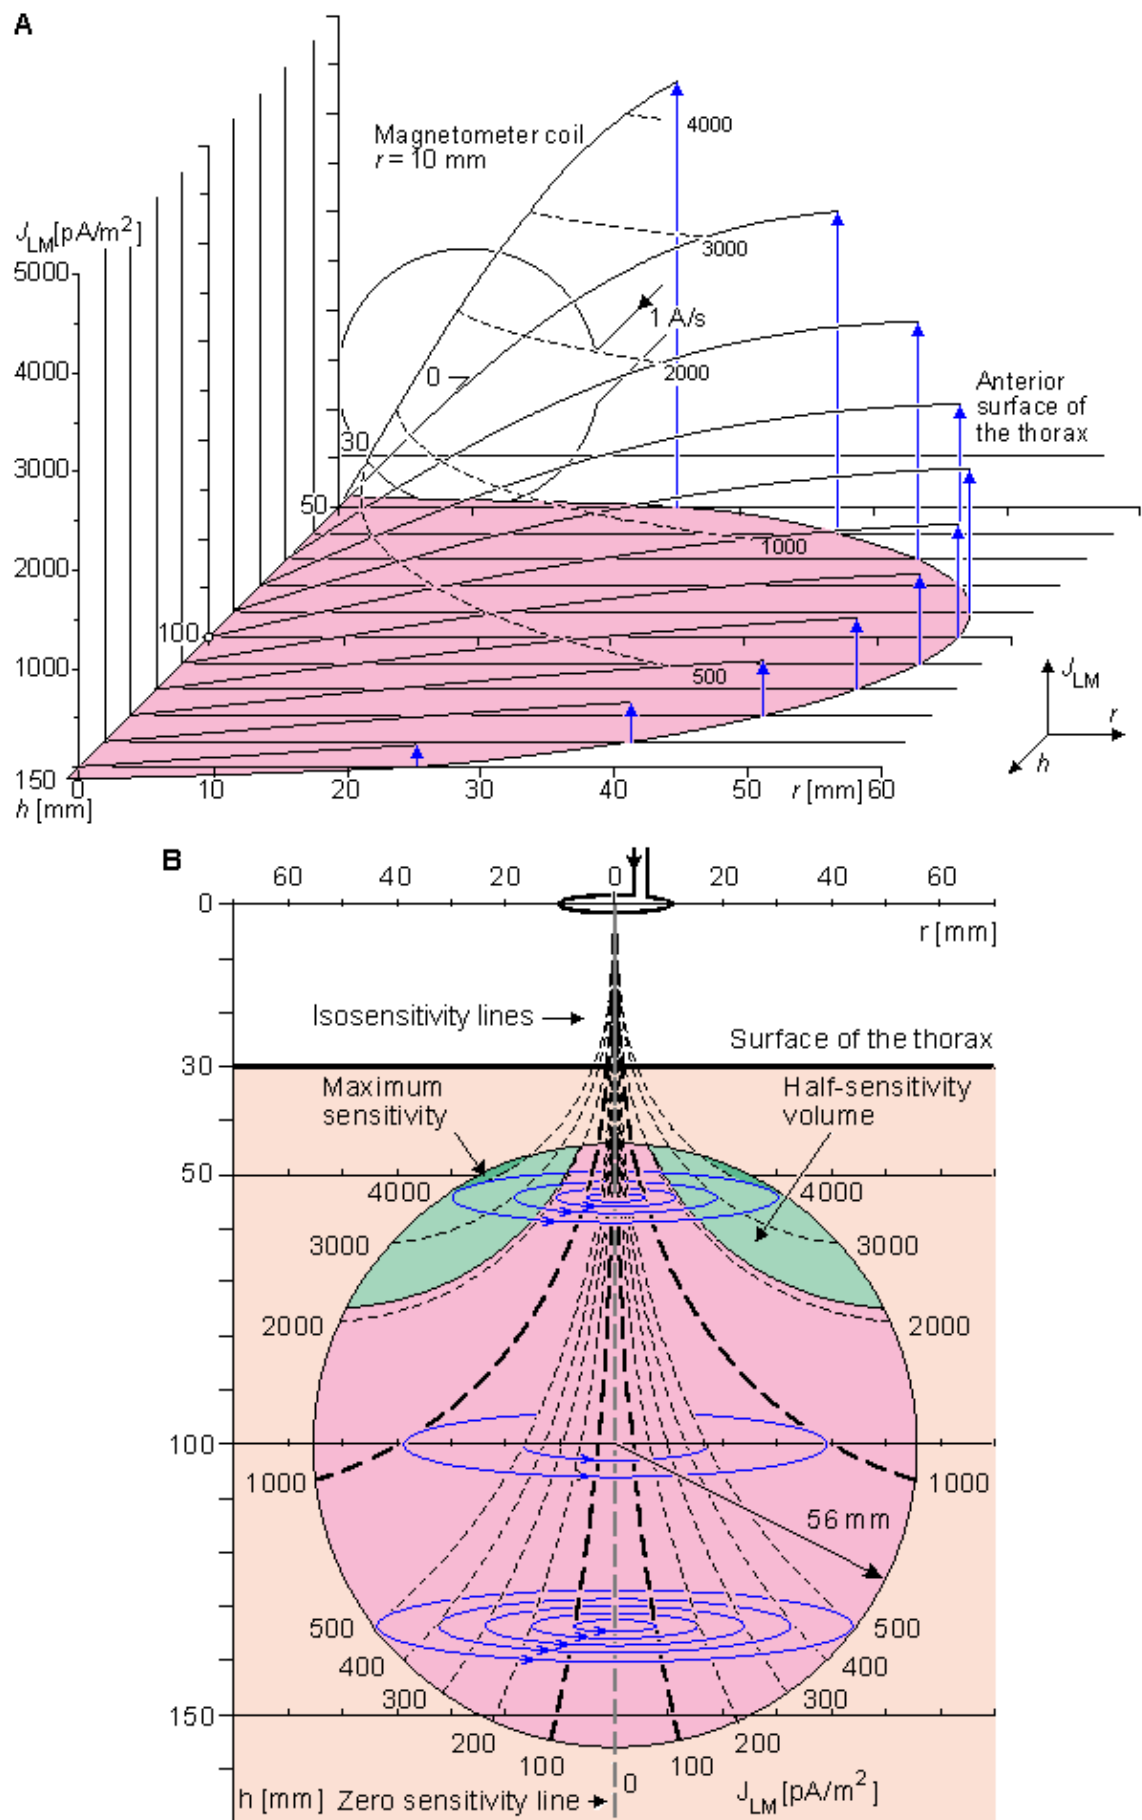 A
Magnetometer coil
r = 10 mm
4000
J_LM [pA/m²]
3000
5000
1 A/s
2000
4000
0
Anterior
surface of
the thorax
30
3000
50
1000
2000
100
500
1000
J_LM
r
h
150
0 10 20 30 40 50 r [mm] 60
h [mm]
B
60 40 20 0 20 40 60
0
r [mm]
Isosensitivity lines
Surface of the thorax
30
Maximum
sensitivity
Half-sensitivity
volume
50
4000 4000
3000 3000
2000 2000
100
1000 1000
56 mm
500 500
400 400
300 300
150
200 200
100 100
0
h [mm] Zero sensitivity line
J_LM [pA/m²]